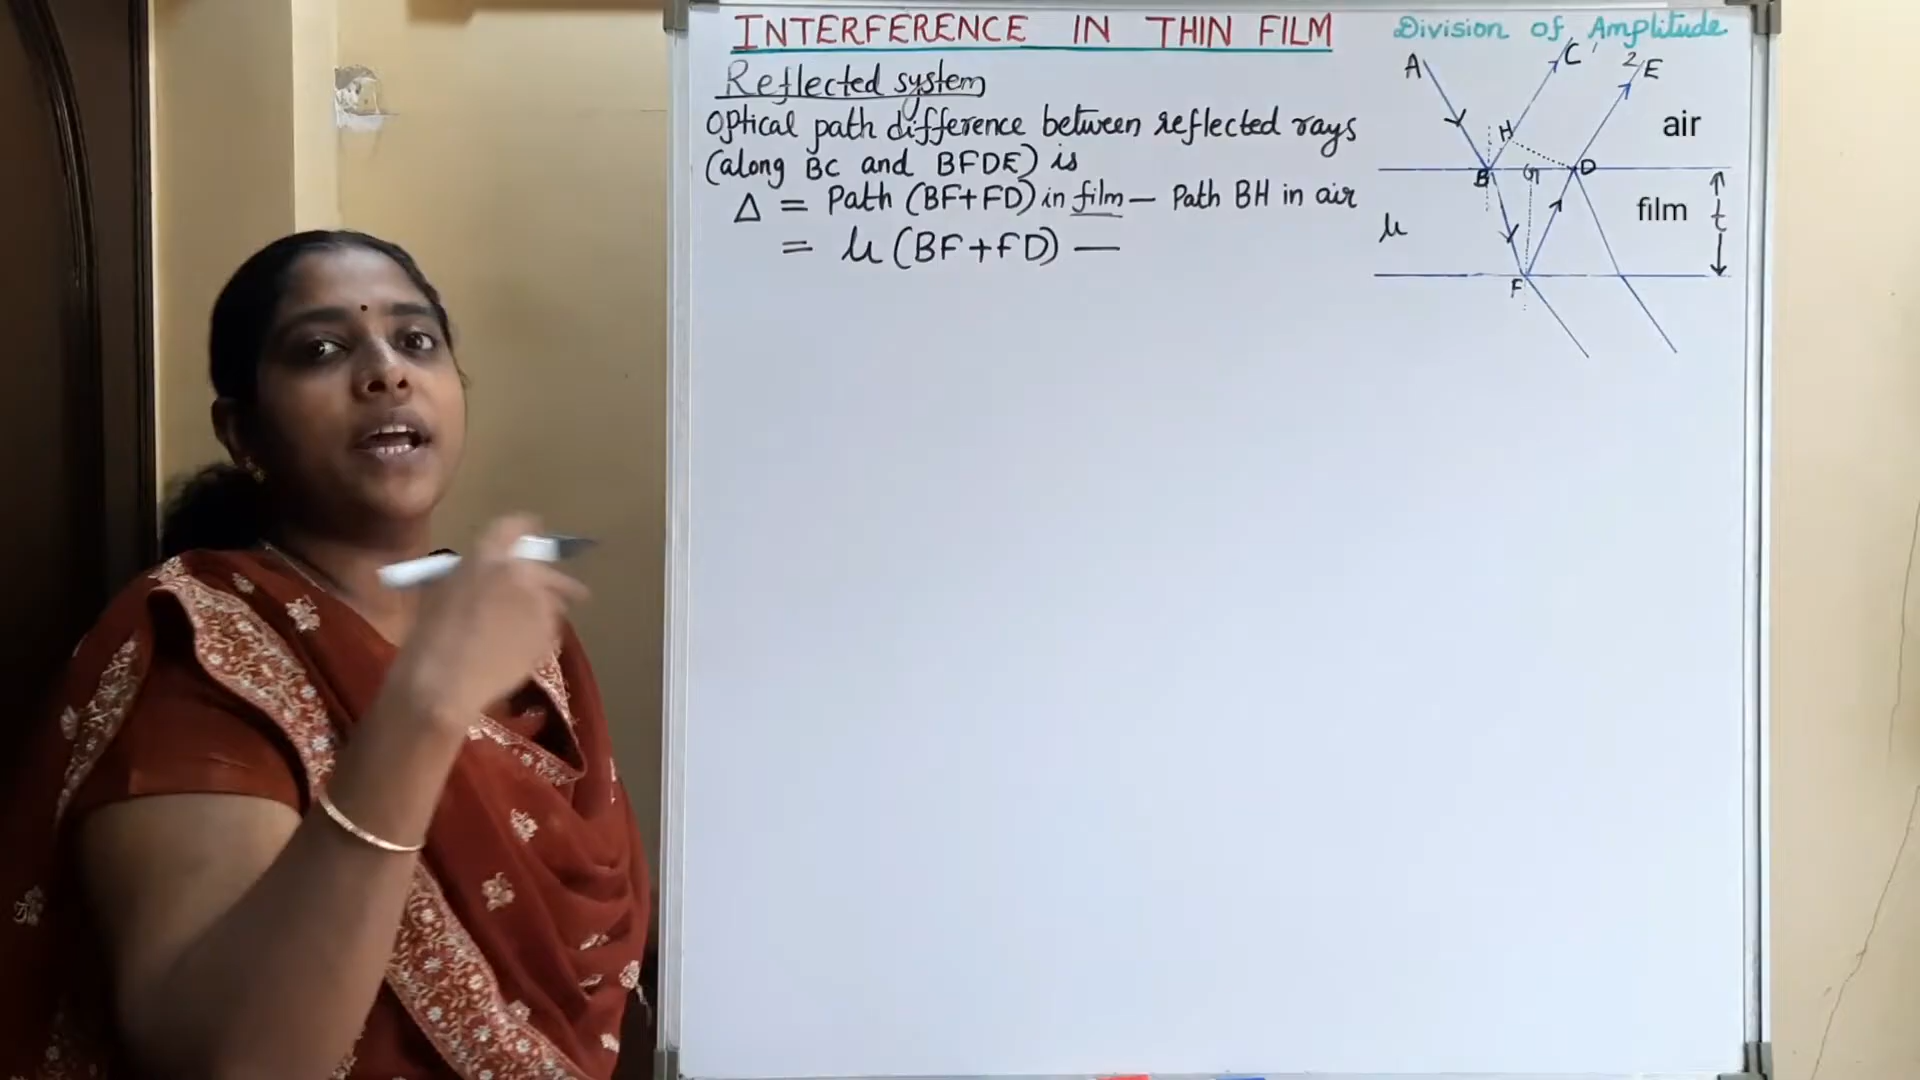 INTERFERENCE IN THIN FILM
Division of Amplitude
Reflected system
Optical path difference between reflected rays
(along BC and BFDE) is
Δ = Path (BF+FD) in film — Path BH in air
= μ (BF+FD) —
A
C
1
2
E
H
air
B
G
D
μ
film
t
F